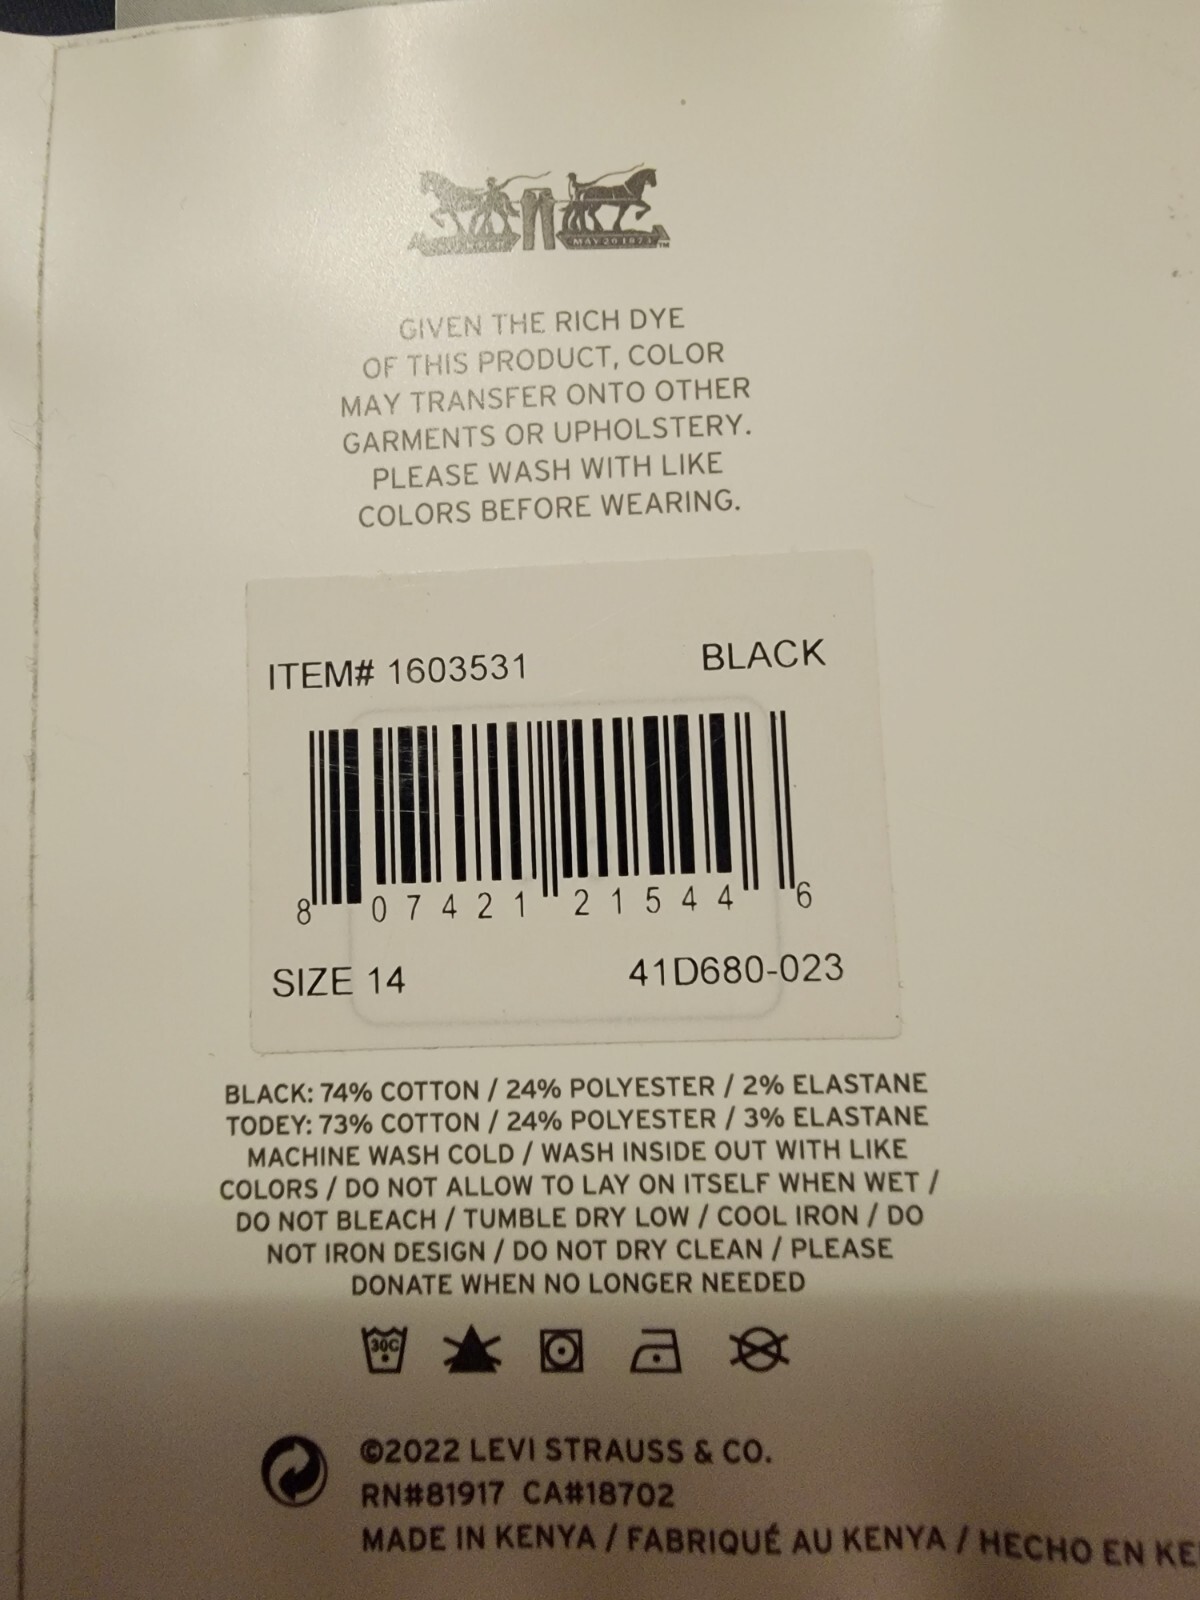 MAY 20 1873 TM
GIVEN THE RICH DYE
OF THIS PRODUCT, COLOR
MAY TRANSFER ONTO OTHER
GARMENTS OR UPHOLSTERY.
PLEASE WASH WITH LIKE
COLORS BEFORE WEARING.
ITEM# 1603531 BLACK
8 07421 21544 6
SIZE 14 41D680-023
BLACK: 74% COTTON / 24% POLYESTER / 2% ELASTANE
TODEY: 73% COTTON / 24% POLYESTER / 3% ELASTANE
MACHINE WASH COLD / WASH INSIDE OUT WITH LIKE
COLORS / DO NOT ALLOW TO LAY ON ITSELF WHEN WET /
DO NOT BLEACH / TUMBLE DRY LOW / COOL IRON / DO
NOT IRON DESIGN / DO NOT DRY CLEAN / PLEASE
DONATE WHEN NO LONGER NEEDED
30C
©2022 LEVI STRAUSS & CO.
RN#81917 CA#18702
MADE IN KENYA / FABRIQUÉ AU KENYA / HECHO EN KE